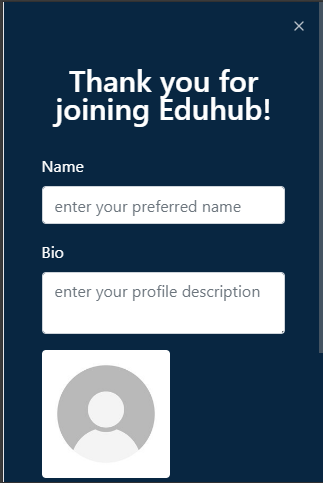 ×
Thank you for
joining Eduhub!
Name
enter your preferred name
Bio
enter your profile description